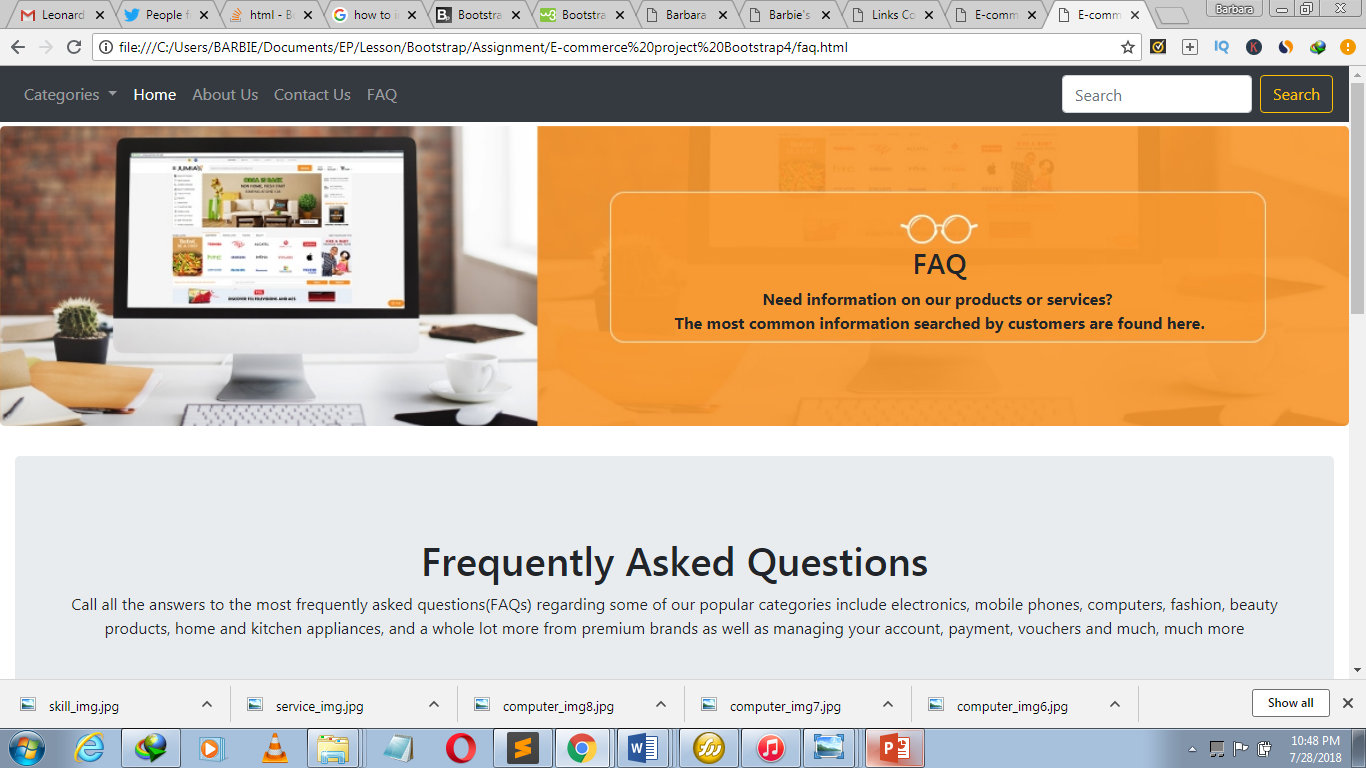 Leonard
People f
html - Bo
how to i
Bootstra
Bootstra
Barbara
Barbie's
Links Co
E-comm
E-comm
Barbara
file:///C:/Users/BARBIE/Documents/EP/Lesson/Bootstrap/Assignment/E-commerce%20project%20Bootstrap4/faq.html
Categories Home About Us Contact Us FAQ Search Search
JUMIA
FAQ
Need information on our products or services?
The most common information searched by customers are found here.
Frequently Asked Questions
Call all the answers to the most frequently asked questions(FAQs) regarding some of our popular categories include electronics, mobile phones, computers, fashion, beauty
products, home and kitchen appliances, and a whole lot more from premium brands as well as managing your account, payment, vouchers and much, much more
skill_img.jpg
service_img.jpg
computer_img8.jpg
computer_img7.jpg
computer_img6.jpg
Show all
10:48 PM
7/28/2018